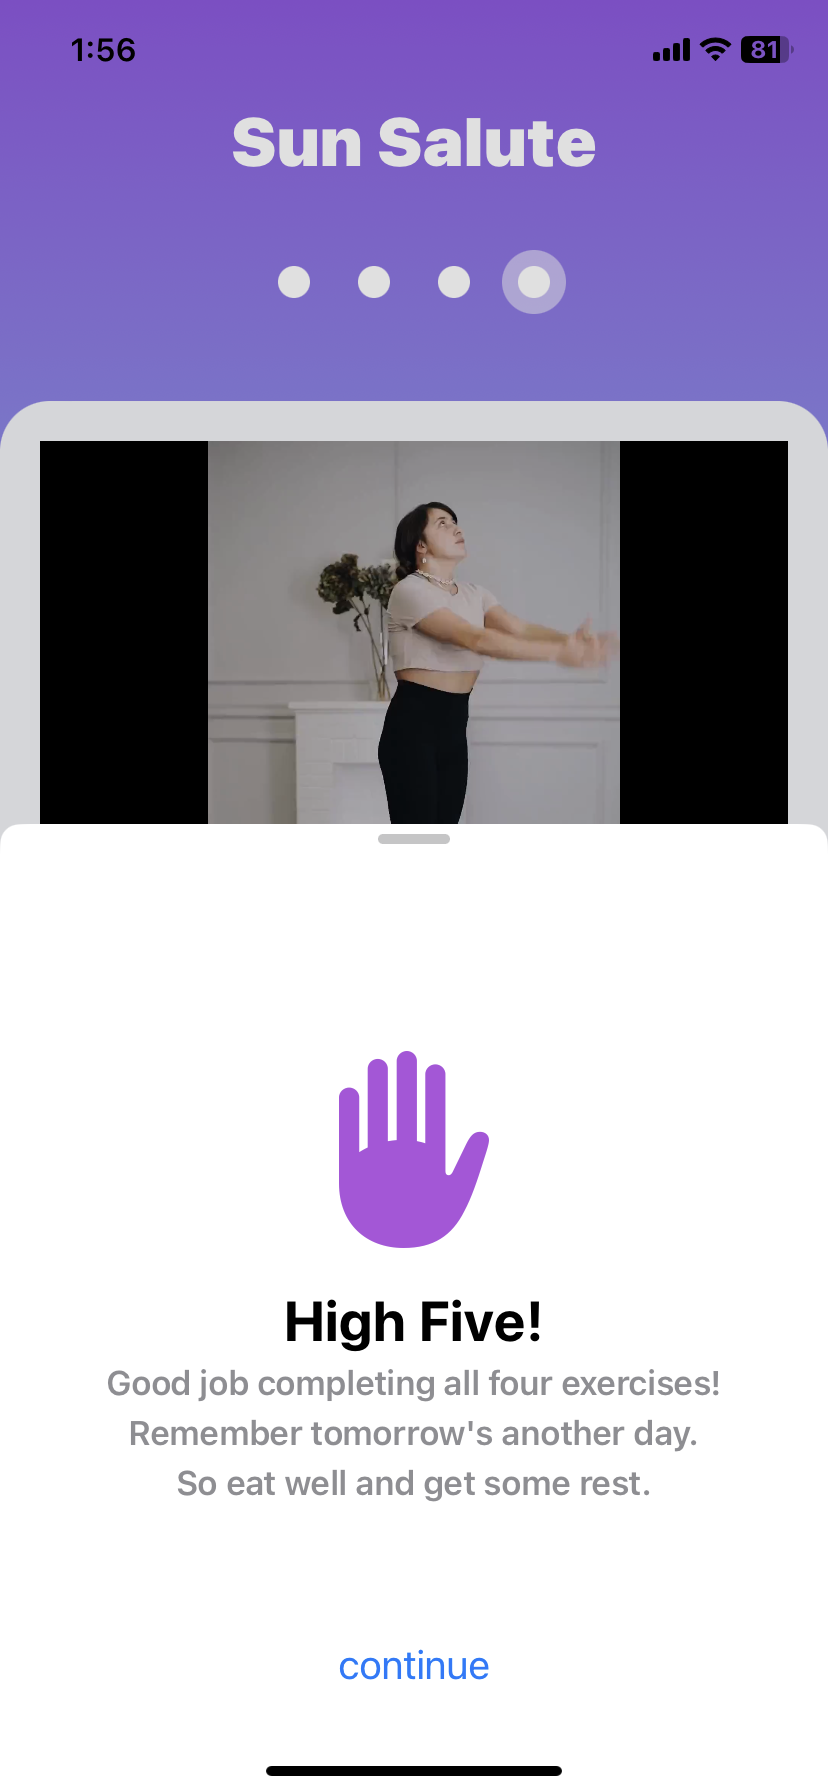 1:56
81
Sun Salute
High Five!
Good job completing all four exercises!
Remember tomorrow's another day.
So eat well and get some rest.
continue